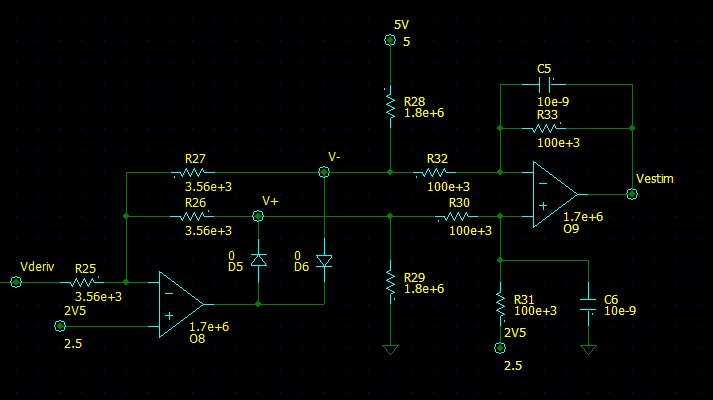 5V
5
C5
10e-9
R28
1.8e+6
R33
100e+3
R27
3.56e+3
V-
R32
100e+3
Vestim
R26
3.56e+3
V+
R30
100e+3
-
+
1.7e+6
O9
0
D5
0
D6
Vderiv
R25
3.56e+3
2V5
2.5
-
+
1.7e+6
O8
R29
1.8e+6
R31
100e+3
C6
10e-9
2V5
2.5